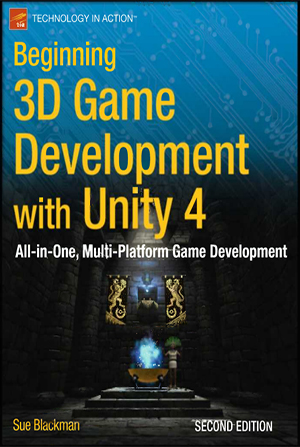 TECHNOLOGY IN ACTION™
Beginning
3D Game
Development
with Unity 4
All-in-One, Multi-Platform Game Development
Sue Blackman
SECOND EDITION